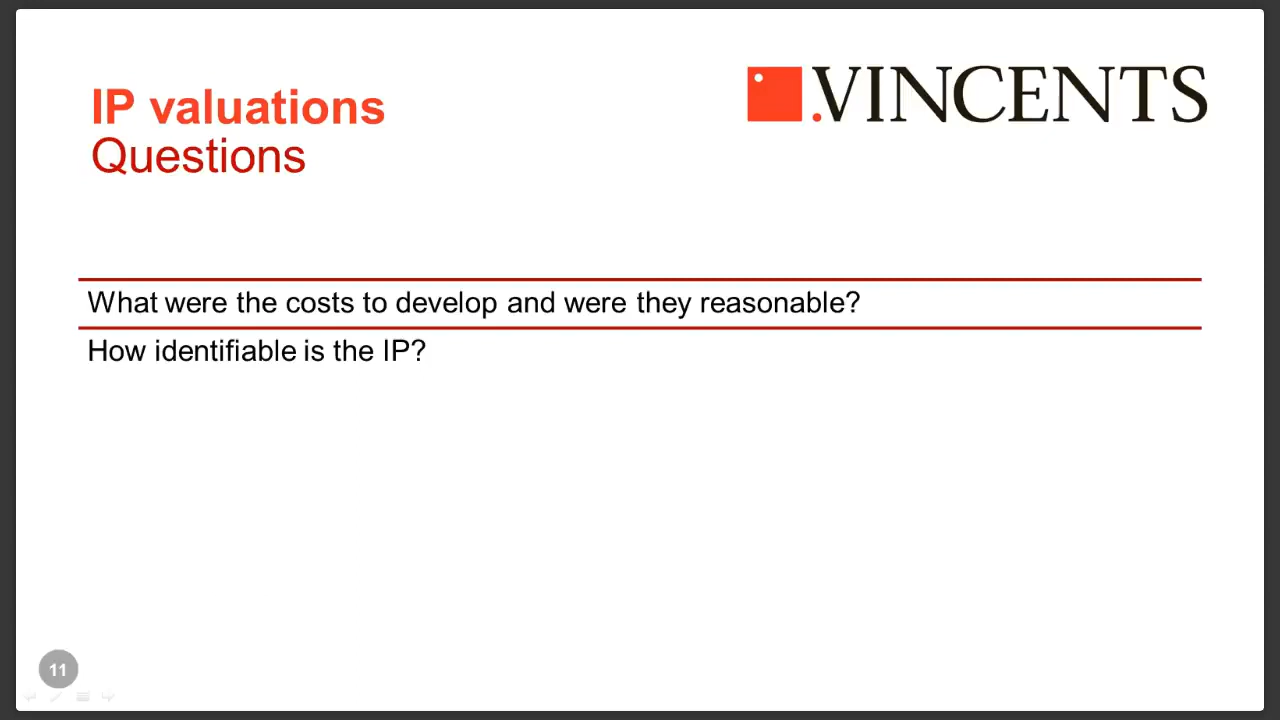 IP valuations
Questions
.VINCENTS
What were the costs to develop and were they reasonable?
How identifiable is the IP?
11